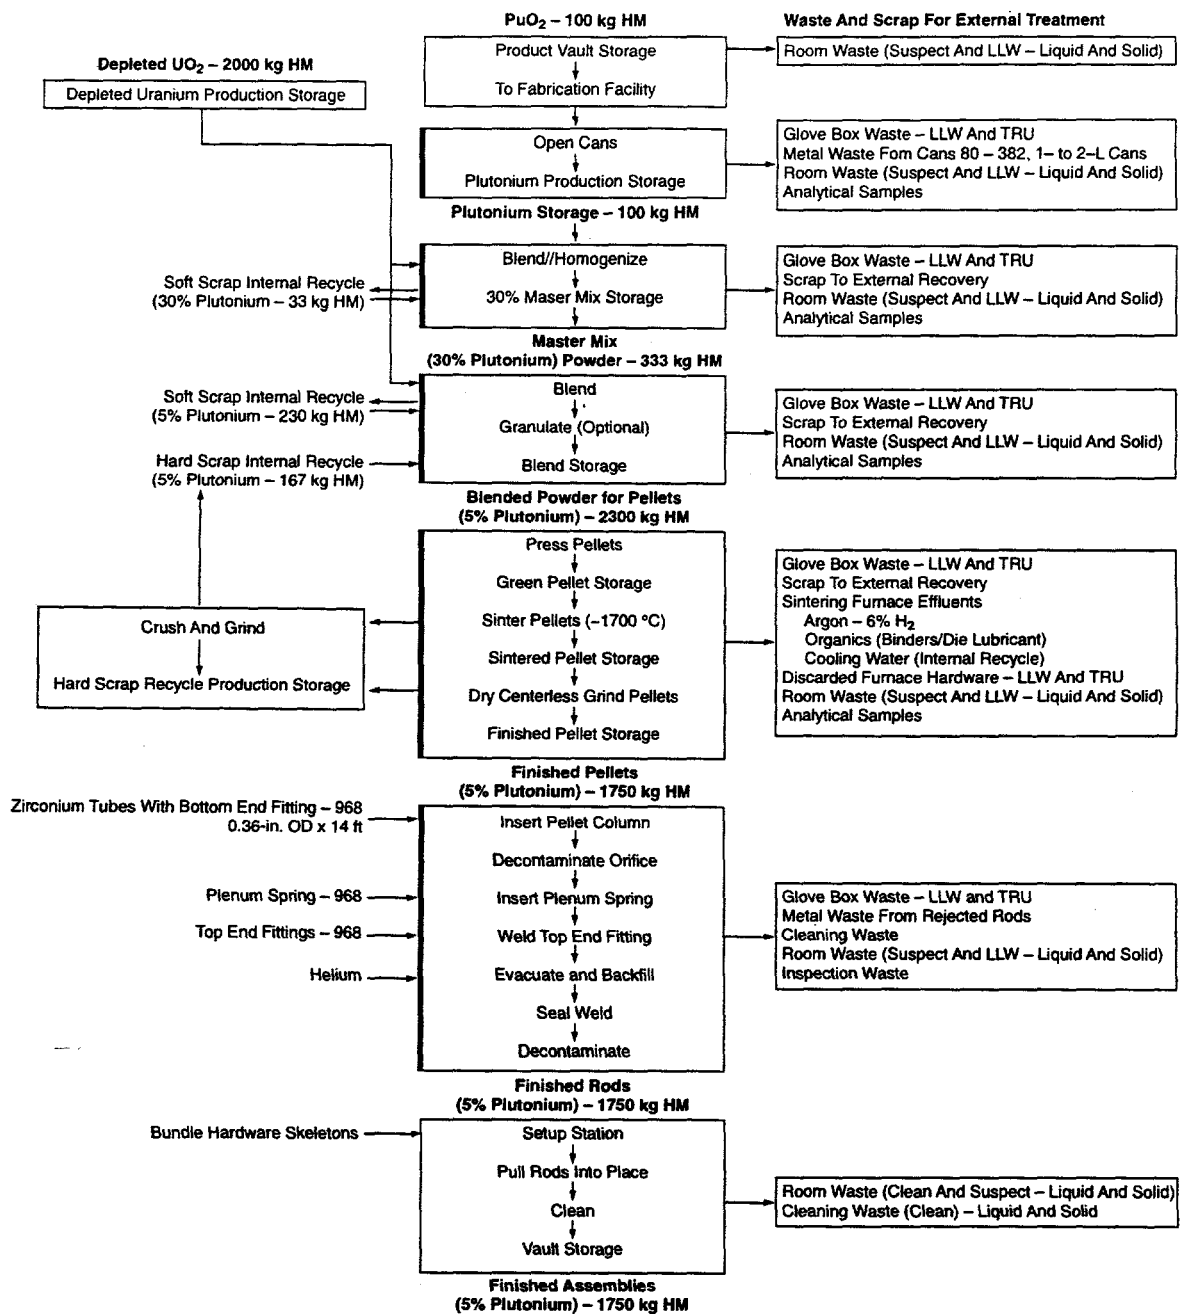 PuO2 – 100 kg HM
Waste And Scrap For External Treatment
Product Vault Storage
To Fabrication Facility
Room Waste (Suspect And LLW – Liquid And Solid)
Depleted UO2 – 2000 kg HM
Depleted Uranium Production Storage
Open Cans
Plutonium Production Storage
Glove Box Waste – LLW And TRU
Metal Waste Fom Cans 80 – 382, 1– to 2–L Cans
Room Waste (Suspect And LLW – Liquid And Solid)
Analytical Samples
Plutonium Storage – 100 kg HM
Soft Scrap Internal Recycle
(30% Plutonium – 33 kg HM)
Blend//Homogenize
30% Maser Mix Storage
Glove Box Waste – LLW And TRU
Scrap To External Recovery
Room Waste (Suspect And LLW – Liquid And Solid)
Analytical Samples
Master Mix
(30% Plutonium) Powder – 333 kg HM
Soft Scrap Internal Recycle
(5% Plutonium – 230 kg HM)
Hard Scrap Internal Recycle
(5% Plutonium – 167 kg HM)
Blend
Granulate (Optional)
Blend Storage
Glove Box Waste – LLW And TRU
Scrap To External Recovery
Room Waste (Suspect And LLW – Liquid And Solid)
Analytical Samples
Blended Powder for Pellets
(5% Plutonium) – 2300 kg HM
Crush And Grind
Hard Scrap Recycle Production Storage
Press Pellets
Green Pellet Storage
Sinter Pellets (~1700 °C)
Sintered Pellet Storage
Dry Centerless Grind Pellets
Finished Pellet Storage
Glove Box Waste – LLW And TRU
Scrap To External Recovery
Sintering Furnace Effluents
Argon – 6% H2
Organics (Binders/Die Lubricant)
Cooling Water (Internal Recycle)
Discarded Furnace Hardware – LLW And TRU
Room Waste (Suspect And LLW – Liquid And Solid)
Analytical Samples
Finished Pellets
(5% Plutonium) – 1750 kg HM
Zirconium Tubes With Bottom End Fitting – 968
0.36-in. OD x 14 ft
Plenum Spring – 968
Top End Fittings – 968
Helium
Insert Pellet Column
Decontaminate Orifice
Insert Plenum Spring
Weld Top End Fitting
Evacuate and Backfill
Seal Weld
Decontaminate
Glove Box Waste – LLW and TRU
Metal Waste From Rejected Rods
Cleaning Waste
Room Waste (Suspect And LLW – Liquid And Solid)
Inspection Waste
Finished Rods
(5% Plutonium) – 1750 kg HM
Bundle Hardware Skeletons
Setup Station
Pull Rods Into Place
Clean
Vault Storage
Room Waste (Clean And Suspect – Liquid And Solid)
Cleaning Waste (Clean) – Liquid And Solid
Finished Assemblies
(5% Plutonium) – 1750 kg HM